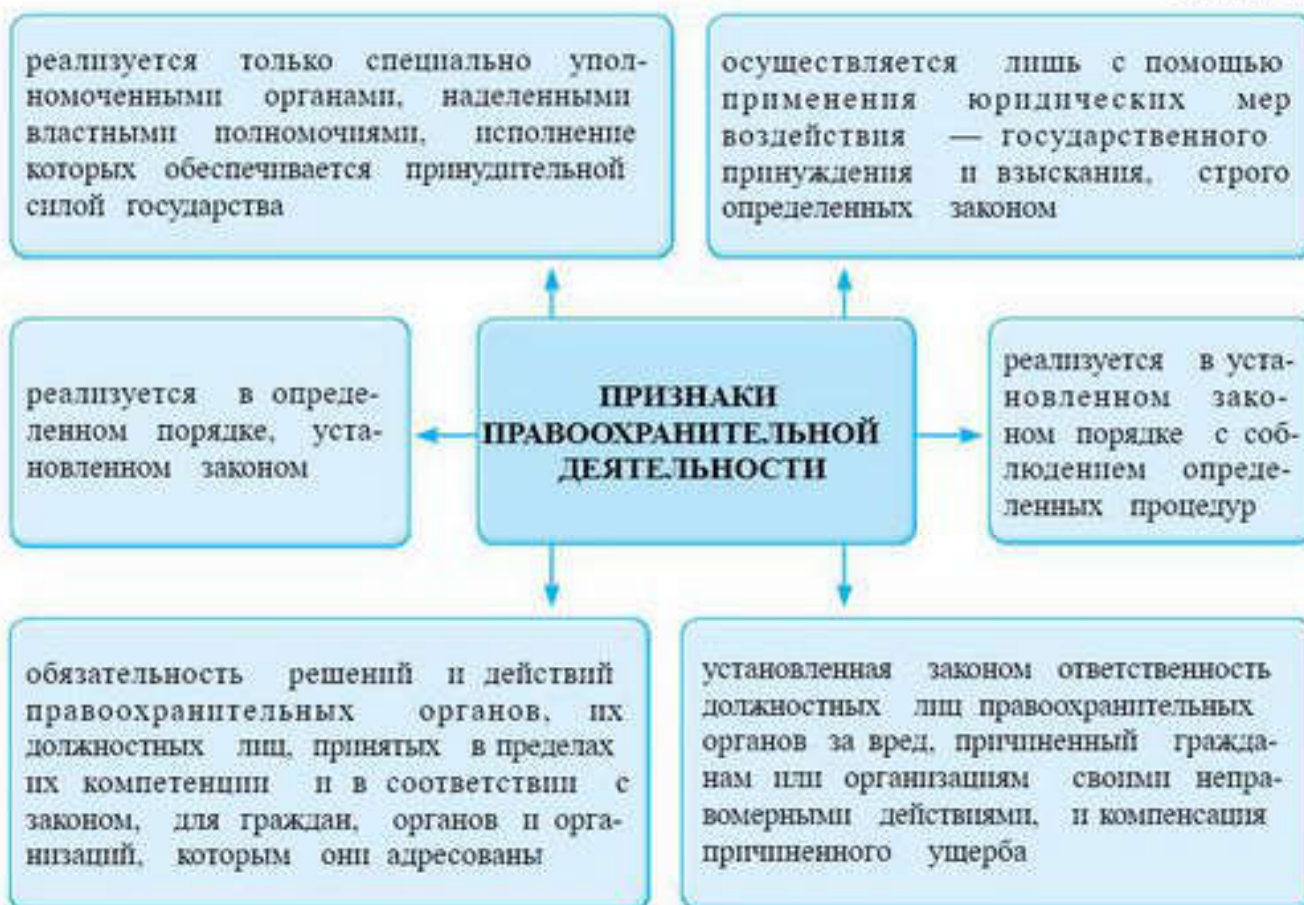 реализуется только специально упол-
номоченными органами, наделенными
властными полномочиями, исполнение
которых обеспечивается принудительной
силой государства
осуществляется лишь с помощью
применения юридических мер
воздействия — государственного
принуждения и взыскания, строго
определенных законом
реализуется в опреде-
ленном порядке, уста-
новленном законом
ПРИЗНАКИ
ПРАВООХРАНИТЕЛЬНОЙ
ДЕЯТЕЛЬНОСТИ
реализуется в уста-
новленном зако-
ном порядке с соб-
людением опреде-
ленных процедур
обязательность решений и действий
правоохранительных органов, их
должностных лиц, принятых в пределах
их компетенции и в соответствии с
законом, для граждан, органов и орга-
низаций, которым они адресованы
установленная законом ответственность
должностных лиц правоохранительных
органов за вред, причиненный гражда-
нам или организациям своими непра-
вомерными действиями, и компенсация
причиненного ущерба